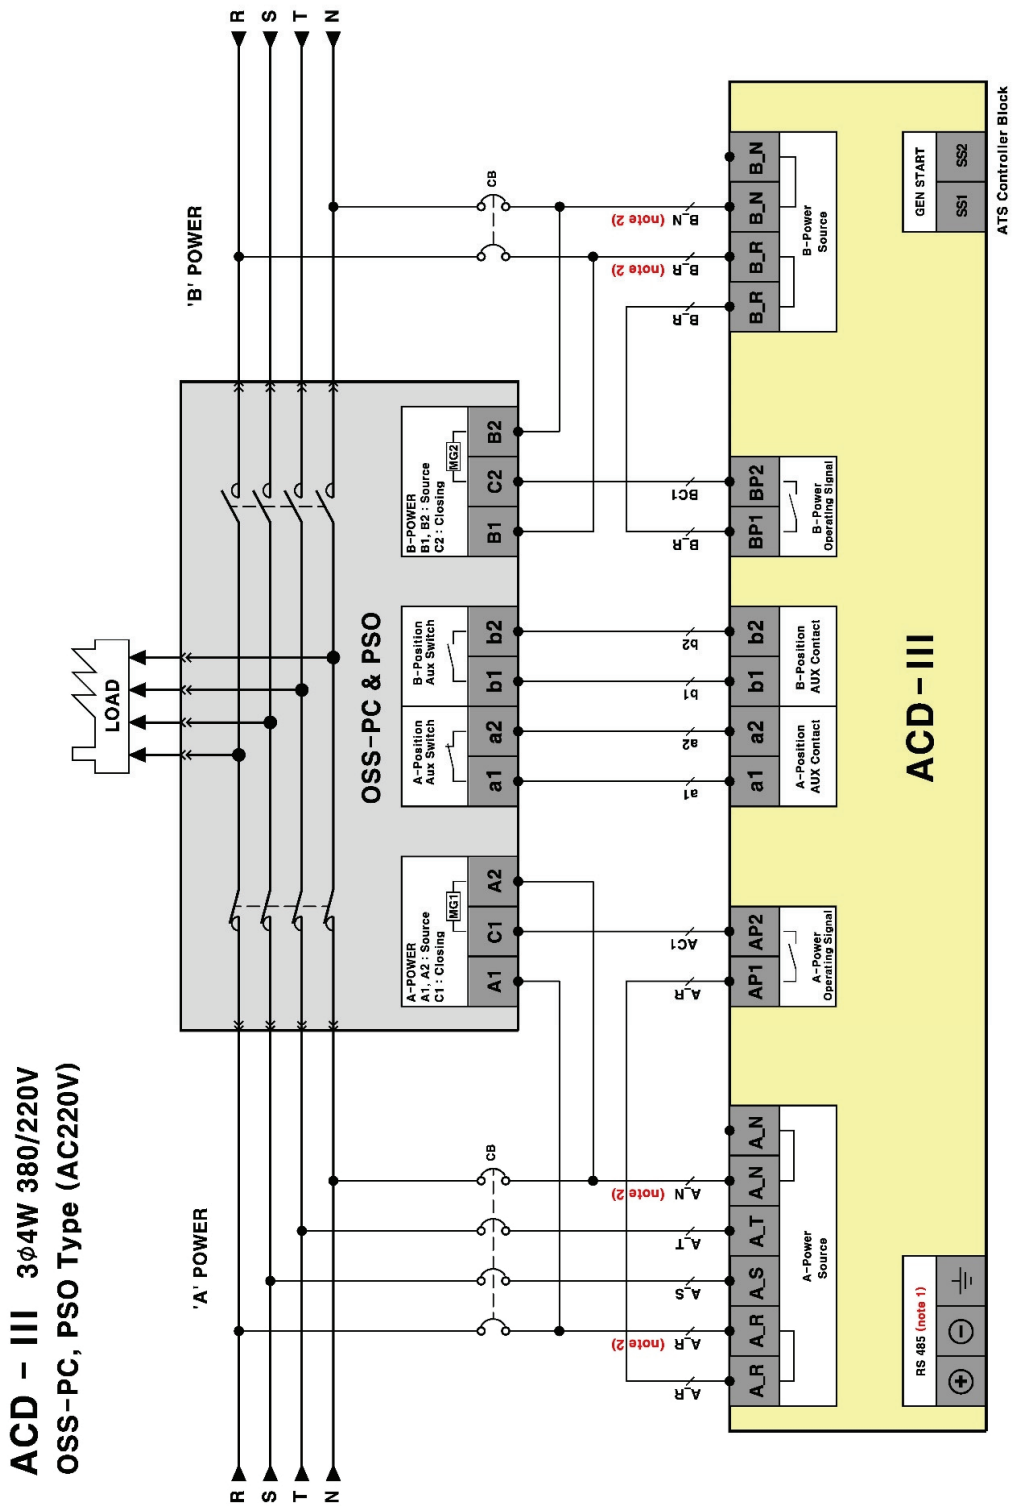 ACD - III 3φ4W 380/220V
OSS-PC, PSO Type (AC220V)
'A' POWER
'B' POWER
R
S
T
N
R
S
T
N
LOAD
OSS-PC & PSO
A-POWER
A1, A2 : Source
C1 : Closing
MG1
A1
C1
A2
A-Position
Aux Switch
a1
a2
B-Position
Aux Switch
b1
b2
B-POWER
B1, B2 : Source
C2 : Closing
MG2
B1
C2
B2
CB
CB
A_R
A_R (note 2)
A_S
A_T
A_N (note 2)
A_R
AC1
a1
a2
b1
b2
B_R
BC1
B_R
B_R (note 2)
B_N (note 2)
A_R
A_R
A_S
A_T
A_N
A_N
A-Power
Source
AP1
AP2
A-Power
Operating Signal
a1
a2
A-Position
AUX Contact
b1
b2
B-Position
AUX Contact
BP1
BP2
B-Power
Operating Signal
B_R
B_R
B_N
B_N
B-Power
Source
ACD-III
RS 485 (note 1)
+
−
GEN START
SS1
SS2
ATS Controller Block